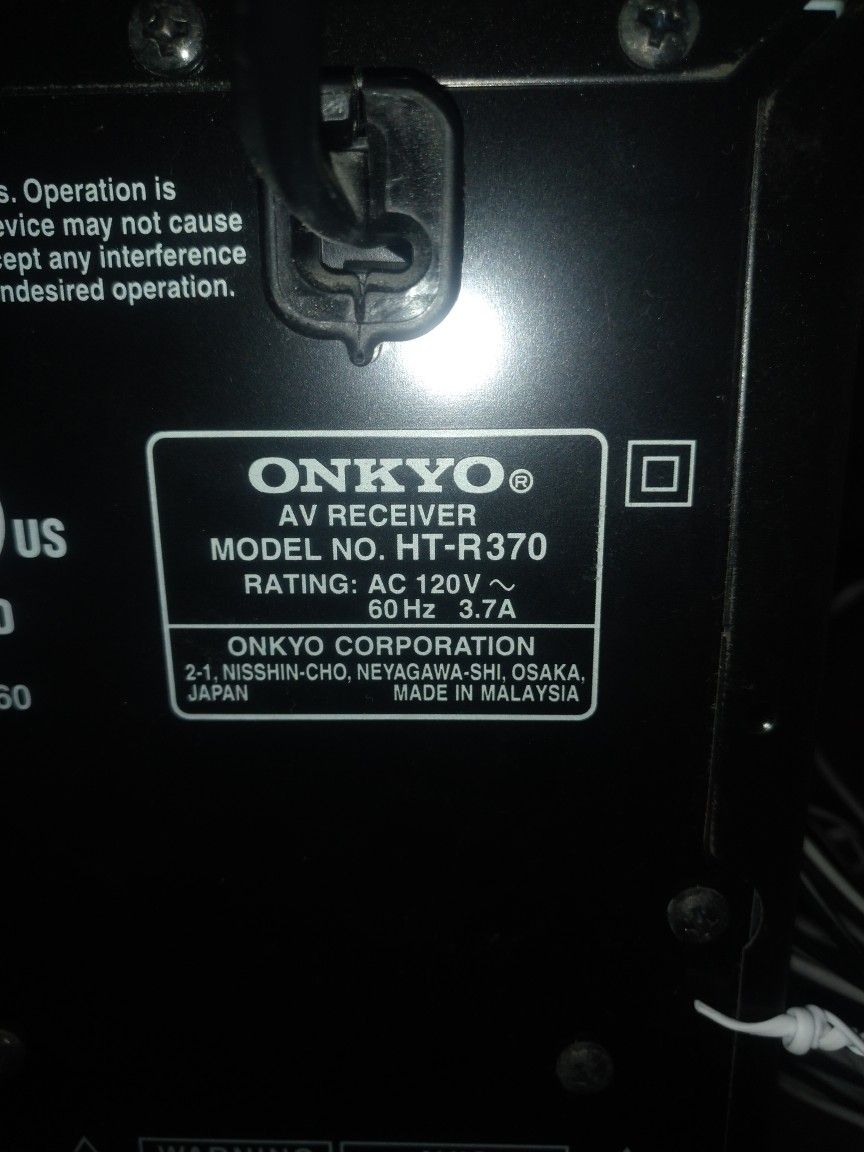 s. Operation is
evice may not cause
cept any interference
ndesired operation.
ONKYO®
AV RECEIVER
MODEL NO. HT-R370
RATING: AC 120V ~
60Hz 3.7A
US
ONKYO CORPORATION
2-1, NISSHIN-CHO, NEYAGAWA-SHI, OSAKA,
JAPAN MADE IN MALAYSIA
60
WARNING